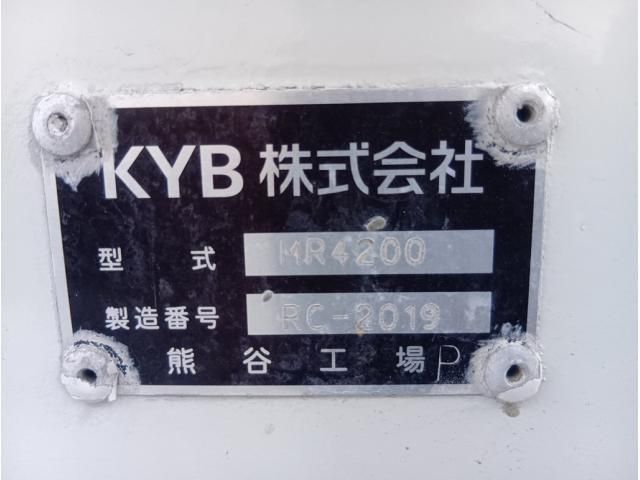 KYB 株式会社
型式 MR4200
製造番号 RC-2019
熊谷工場 P